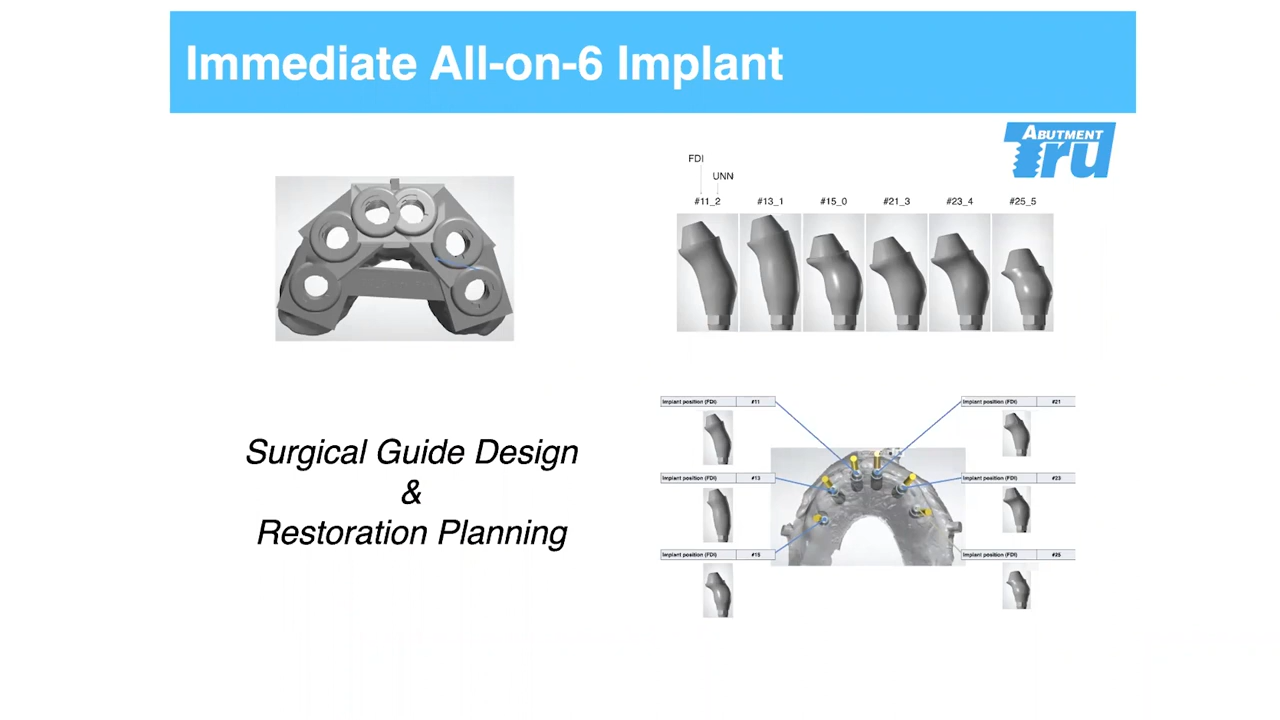 Immediate All-on-6 Implant
ABUTMENT
Tru
FDI
UNN
#11_2 #13_1 #15_0 #21_3 #23_4 #25_5
Surgical Guide Design
&
Restoration Planning
Implant position (FDI) #11
Implant position (FDI) #21
Implant position (FDI) #13
Implant position (FDI) #23
Implant position (FDI) #15
Implant position (FDI) #25